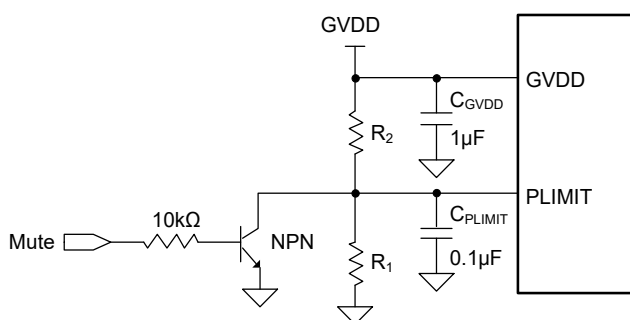 GVDD
GVDD
C_GVDD
1µF
R₂
PLIMIT
C_PLIMIT
0.1µF
10kΩ
Mute
NPN
R₁